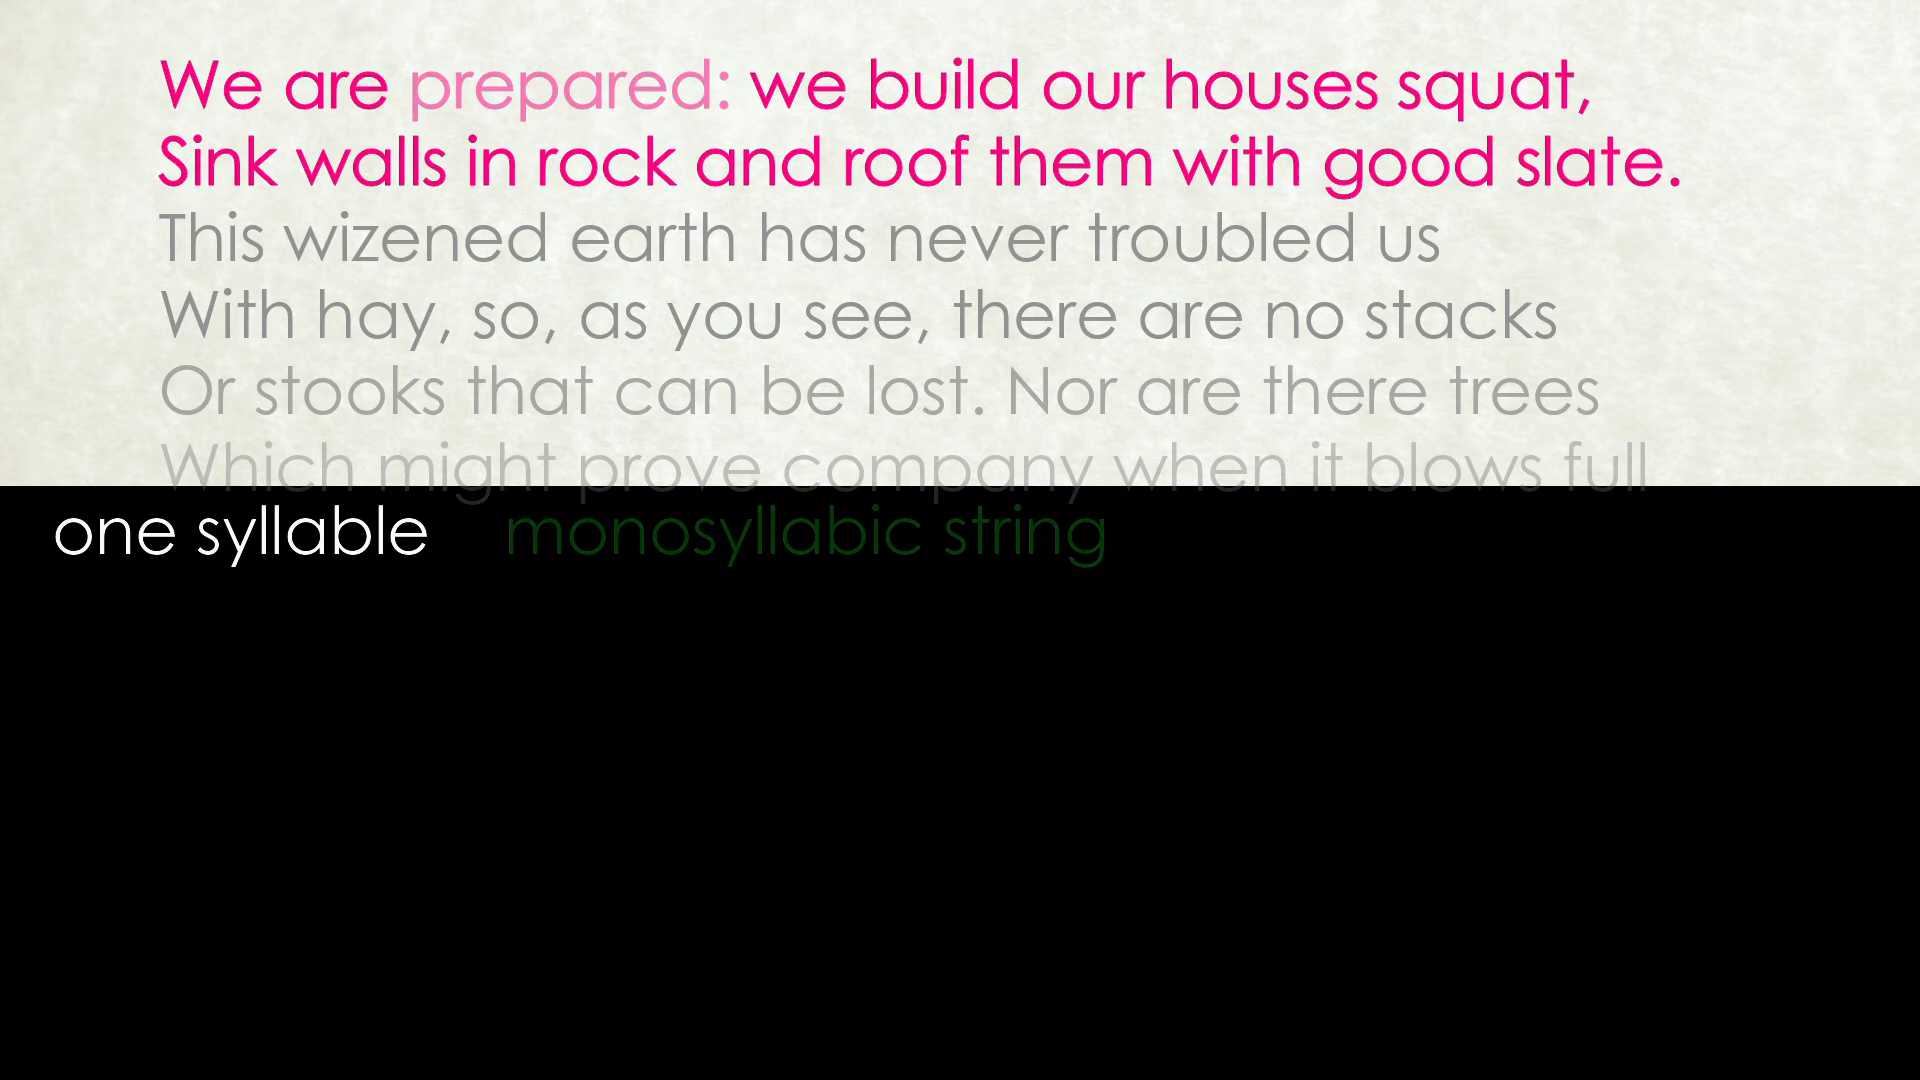 We are prepared: we build our houses squat,
Sink walls in rock and roof them with good slate.
This wizened earth has never troubled us
With hay, so, as you see, there are no stacks
Or stooks that can be lost. Nor are there trees
Which might prove company when it blows full
one syllable monosyllabic string